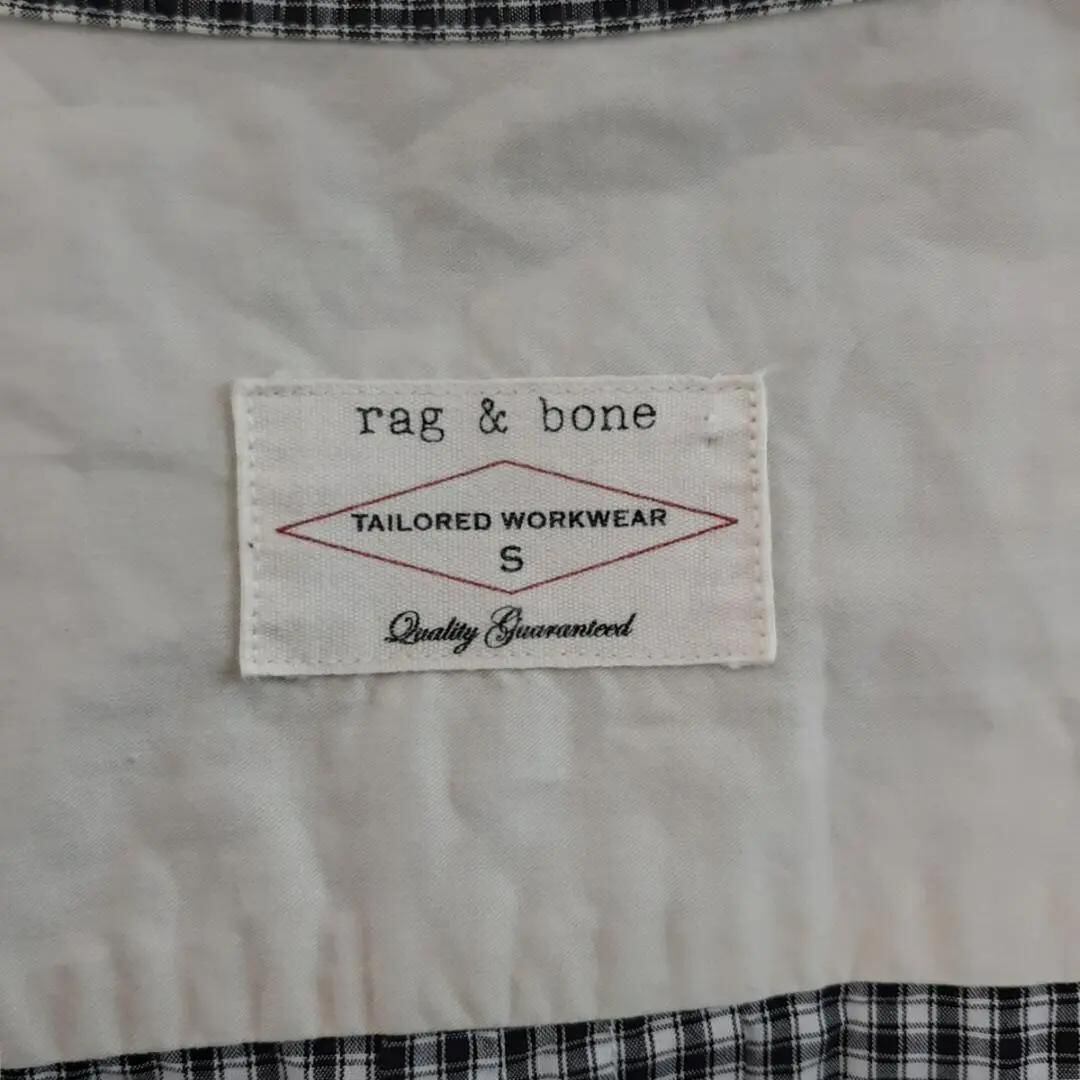 rag & bone
TAILORED WORKWEAR
S
Quality Guaranteed